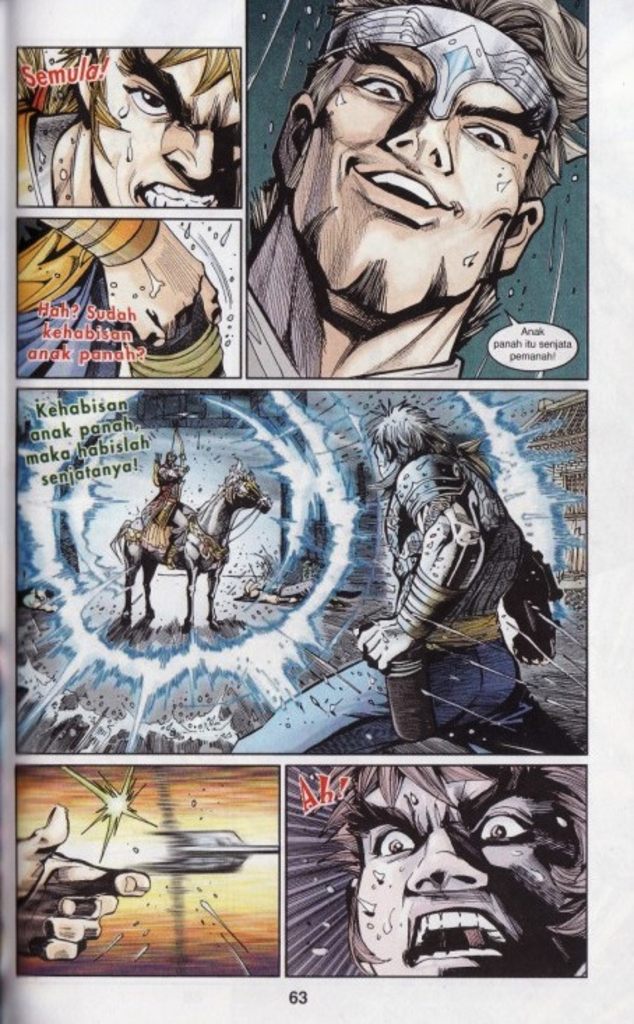 Semula!
Hah? Sudah
kehabisan
anak panah?
Anak
panah itu senjata
pemanah!
Kehabisan
anak panah,
maka habislah
senjatanya!
Ah!
63